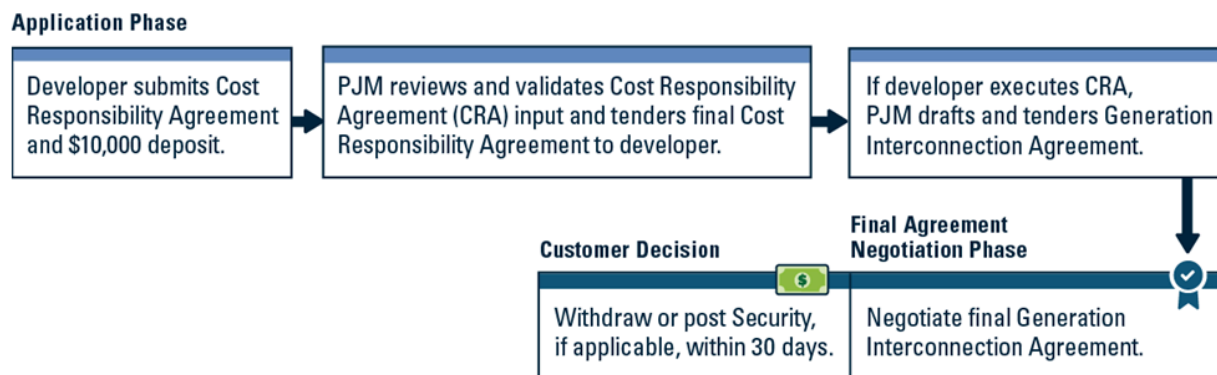 Application Phase
Developer submits Cost
Responsibility Agreement
and $10,000 deposit.
PJM reviews and validates Cost Responsibility
Agreement (CRA) input and tenders final Cost
Responsibility Agreement to developer.
If developer executes CRA,
PJM drafts and tenders Generation
Interconnection Agreement.
Customer Decision
$
Withdraw or post Security,
if applicable, within 30 days.
Final Agreement
Negotiation Phase
Negotiate final Generation
Interconnection Agreement.